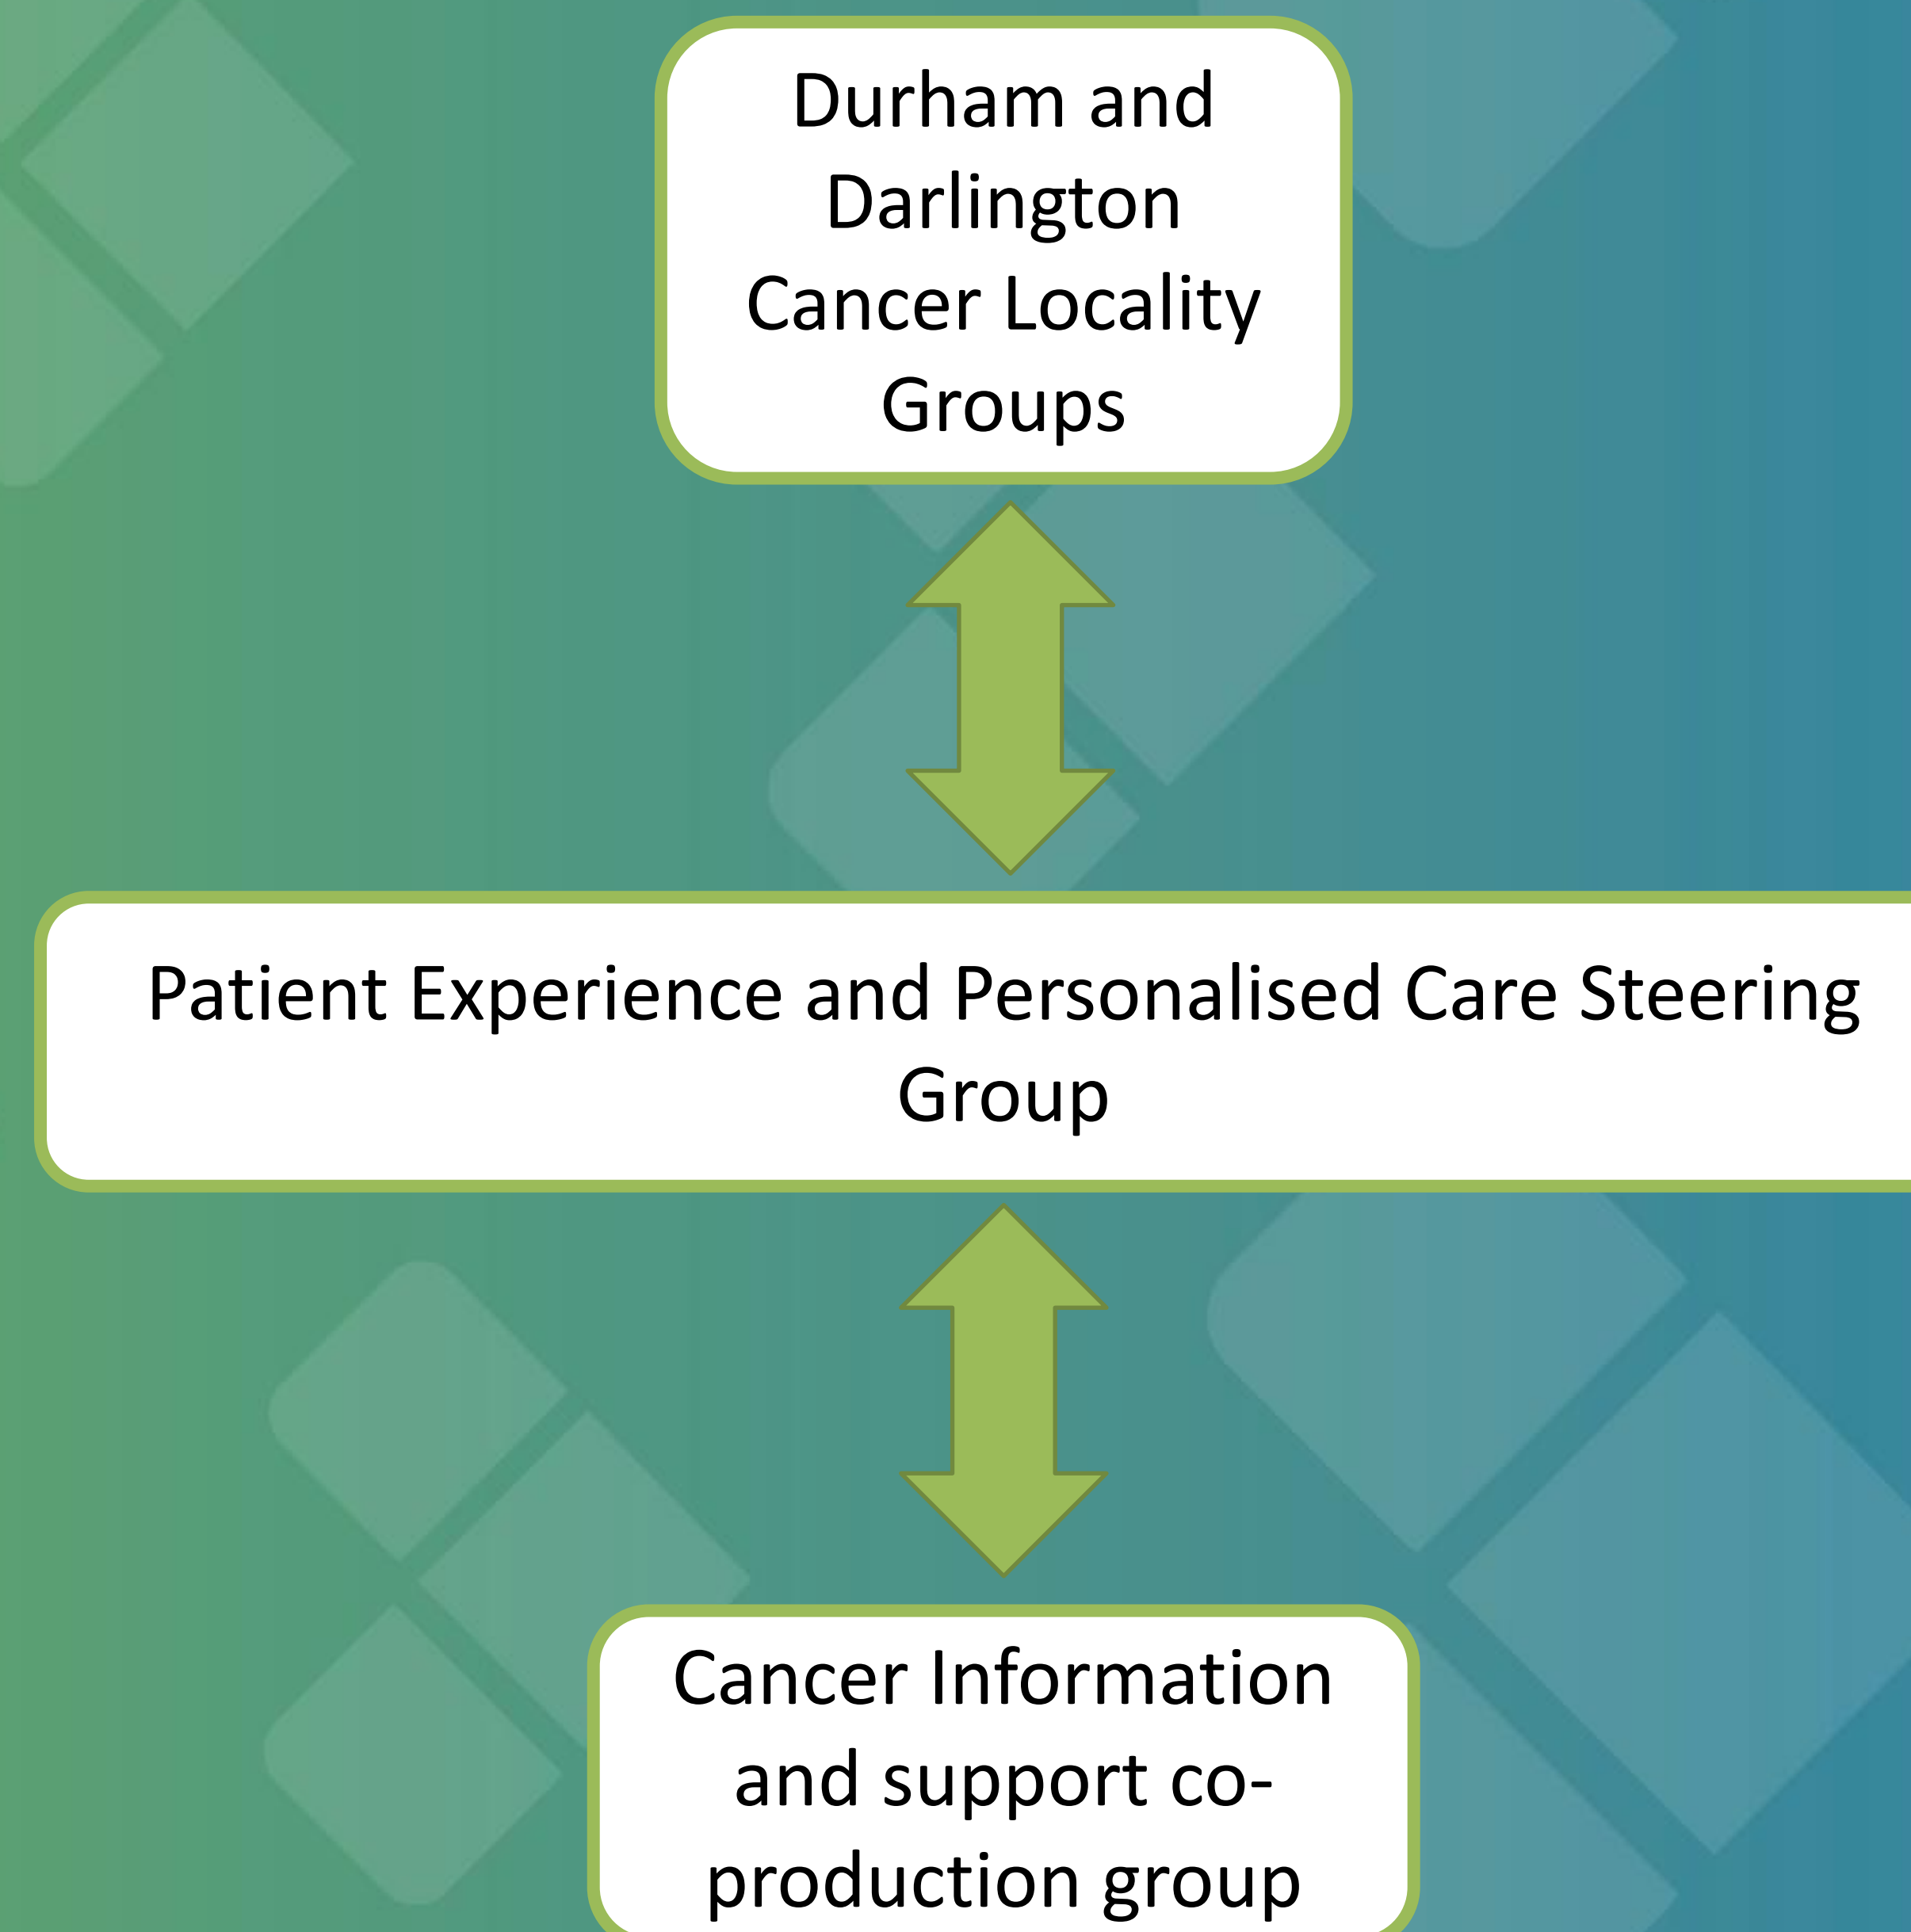 Durham and
Darlington
Cancer Locality
Groups
Patient Experience and Personalised Care Steering
Group
Cancer Information
and support co-
production group